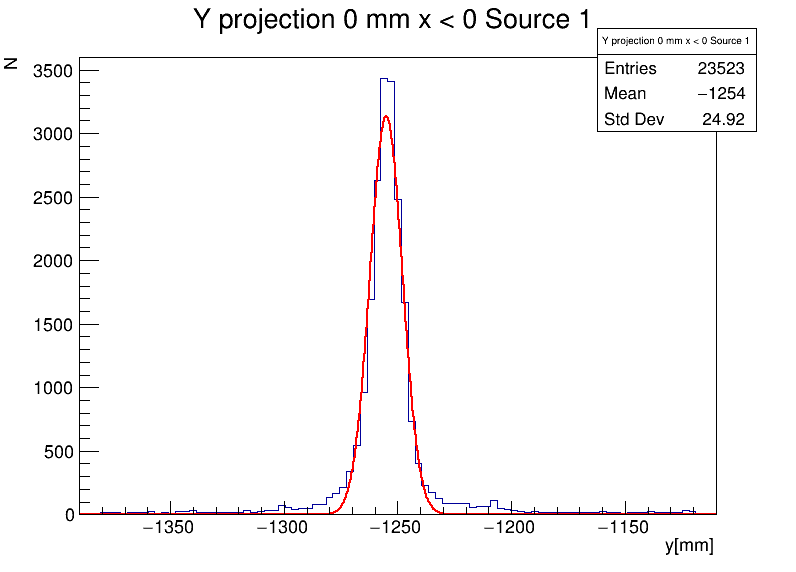 Y projection 0 mm x < 0 Source 1
Y projection 0 mm x < 0 Source 1
Entries 23523
Mean −1254
Std Dev 24.92
N
3500
3000
2500
2000
1500
1000
500
0
−1350 −1300 −1250 −1200 −1150
y[mm]